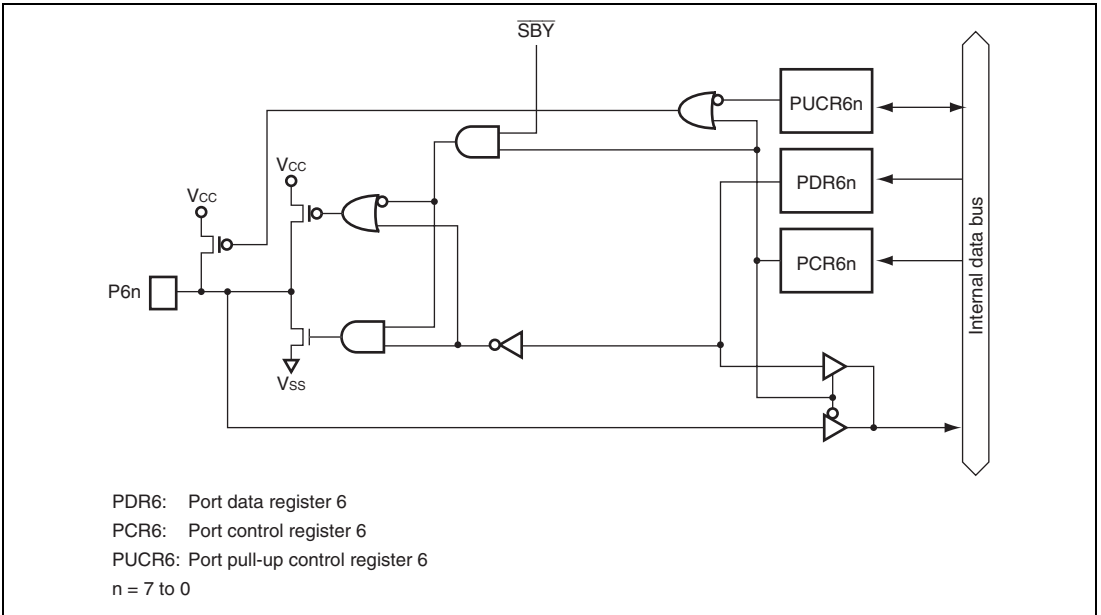 SBY
PUCR6n
VCC
PDR6n
VCC
PCR6n
P6n
Internal data bus
VSS
PDR6: Port data register 6
PCR6: Port control register 6
PUCR6: Port pull-up control register 6
n = 7 to 0